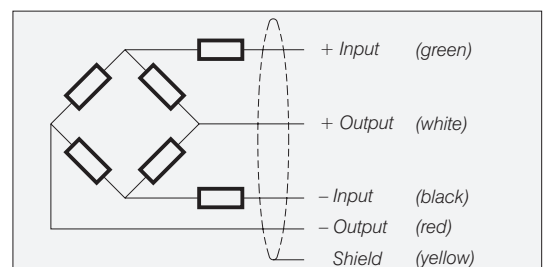 + Input (green)
+ Output (white)
– Input (black)
– Output (red)
Shield (yellow)